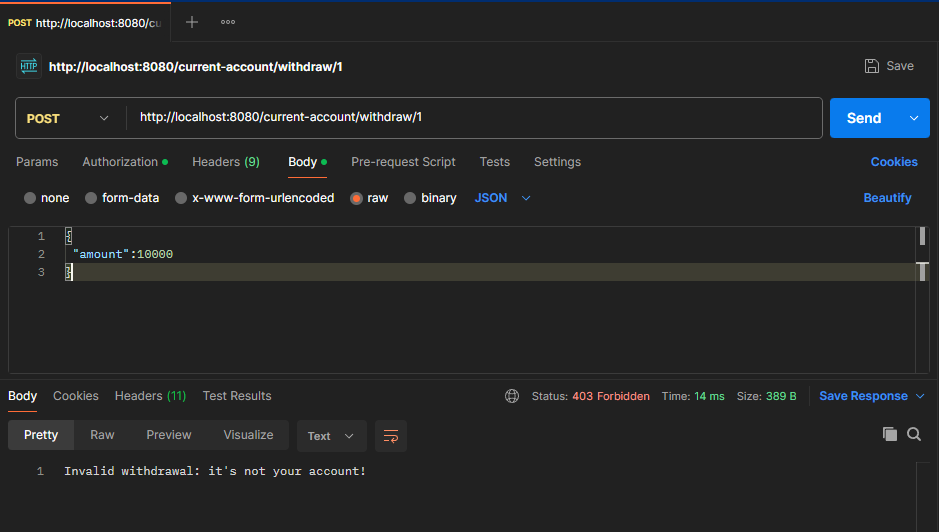 POST http://localhost:8080/cu
HTTP http://localhost:8080/current-account/withdraw/1 Save
POST http://localhost:8080/current-account/withdraw/1 Send
Params Authorization Headers (9) Body Pre-request Script Tests Settings Cookies
none form-data x-www-form-urlencoded raw binary JSON Beautify
1 {
2 "amount":10000
3 }
Body Cookies Headers (11) Test Results Status: 403 Forbidden Time: 14 ms Size: 389 B Save Response
Pretty Raw Preview Visualize Text
1 Invalid withdrawal: it's not your account!